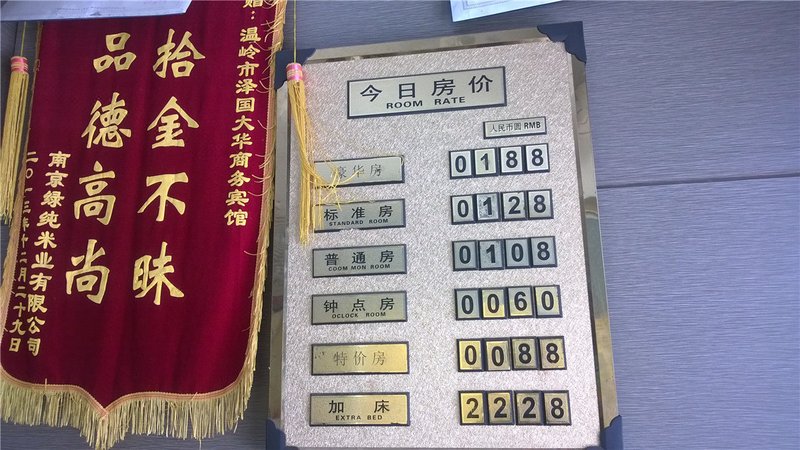 赠：温岭市泽国大华商务宾馆
拾金不昧
品德高尚
南京绿纯米业有限公司
二〇一三年十二月二十九日
今日房价
ROOM RATE
人民币圆 RMB
豪华房 0188
标准房 0128
STANDARD ROOM
普通房 0108
COOM MON ROOM
钟点房 0060
OCLOCK ROOM
特价房 0088
加床 2228
EXTRA BED